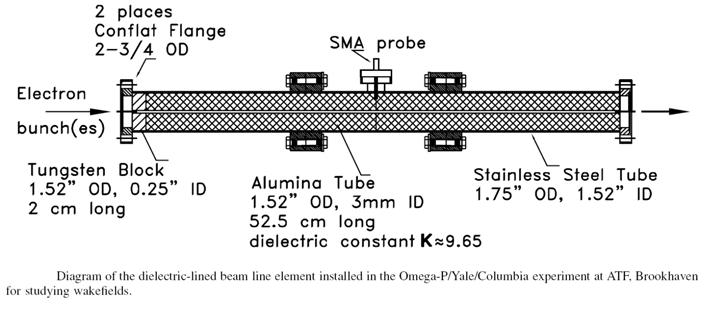 2 places
Conflat Flange
2-3/4 OD
SMA probe
Electron
bunch(es)
Tungsten Block
1.52” OD, 0.25” ID
2 cm long
Alumina Tube
1.52” OD, 3mm ID
52.5 cm long
dielectric constant K≈9.65
Stainless Steel Tube
1.75” OD, 1.52” ID
Diagram of the dielectric-lined beam line element installed in the Omega-P/Yale/Columbia experiment at ATF, Brookhaven
for studying wakefields.